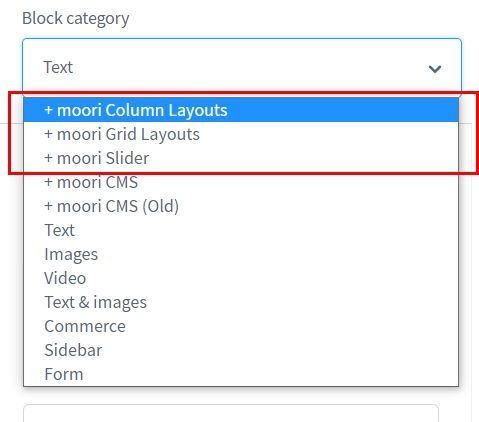 Block category
Text
+ moori Column Layouts
+ moori Grid Layouts
+ moori Slider
+ moori CMS
+ moori CMS (Old)
Text
Images
Video
Text & images
Commerce
Sidebar
Form